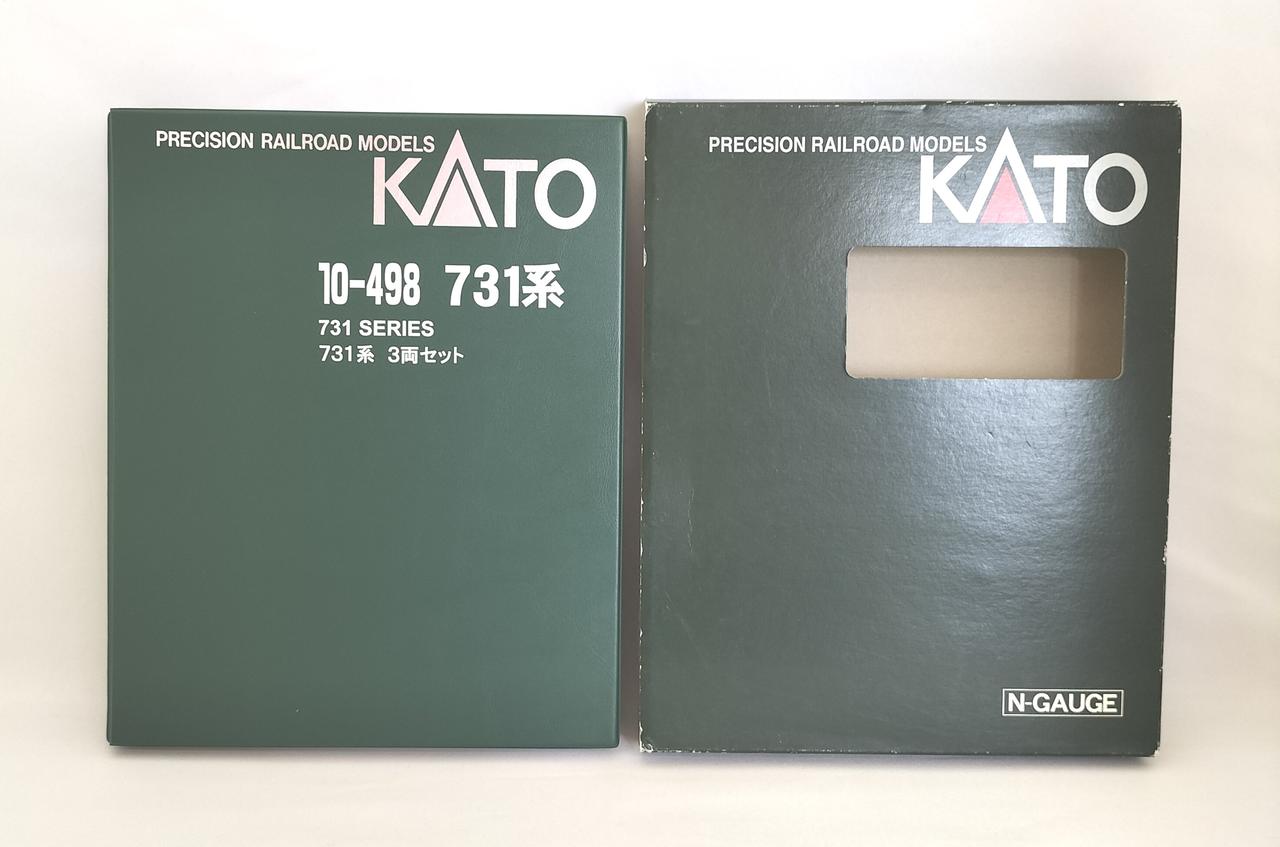 PRECISION RAILROAD MODELS
KATO
10-498 731系
731 SERIES
731系 3両セット
PRECISION RAILROAD MODELS
KATO
N-GAUGE